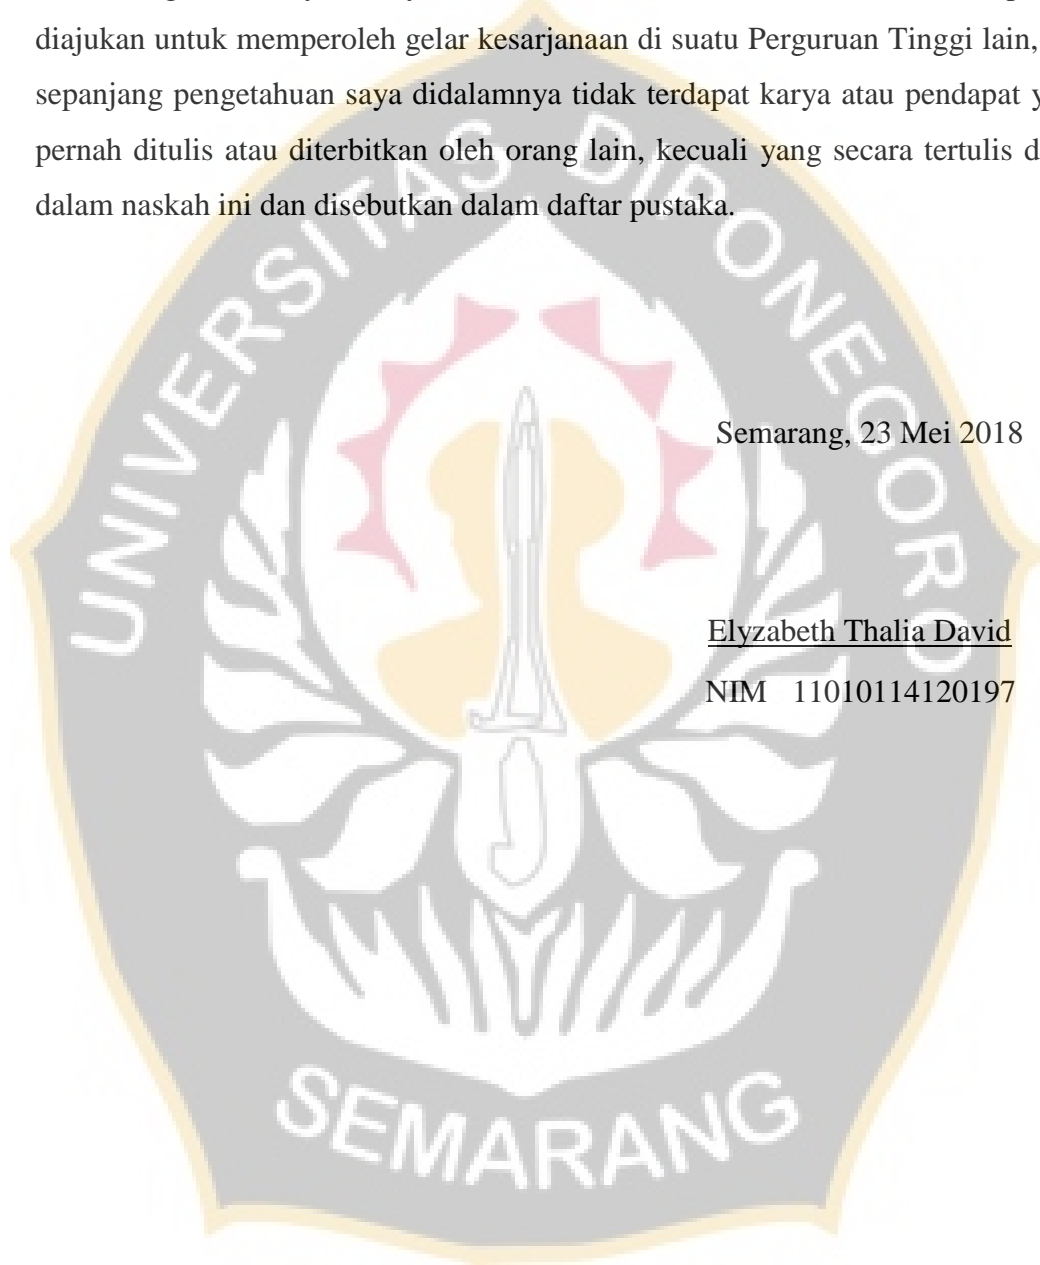 diajukan untuk memperoleh gelar kesarjanaan di suatu Perguruan Tinggi lain,
sepanjang pengetahuan saya didalamnya tidak terdapat karya atau pendapat
pernah ditulis atau diterbitkan oleh orang lain, kecuali yang secara tertulis
dalam naskah ini dan disebutkan dalam daftar pustaka.
UNIVERSITAS DIPONEGORO
Semarang, 23 Mei 2018
Elyzabeth Thalia David
NIM 11010114120197
SEMARANG